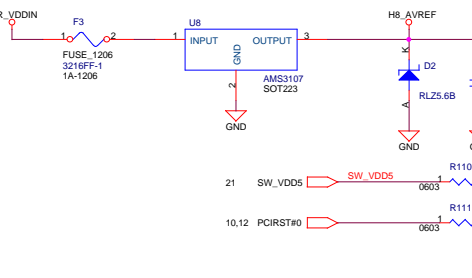 R_VDDIN
F3
1
2
FUSE_1206
3216FF-1
1A-1206
U8
1
INPUT
GND
OUTPUT
3
2
AMS3107
SOT223
GND
H8_AVREF
K
D2
RLZ5.6B
A
GND
21
SW_VDD5
SW_VDD5
1
0603
R110
10,12
PCIRST#0
1
0603
R111